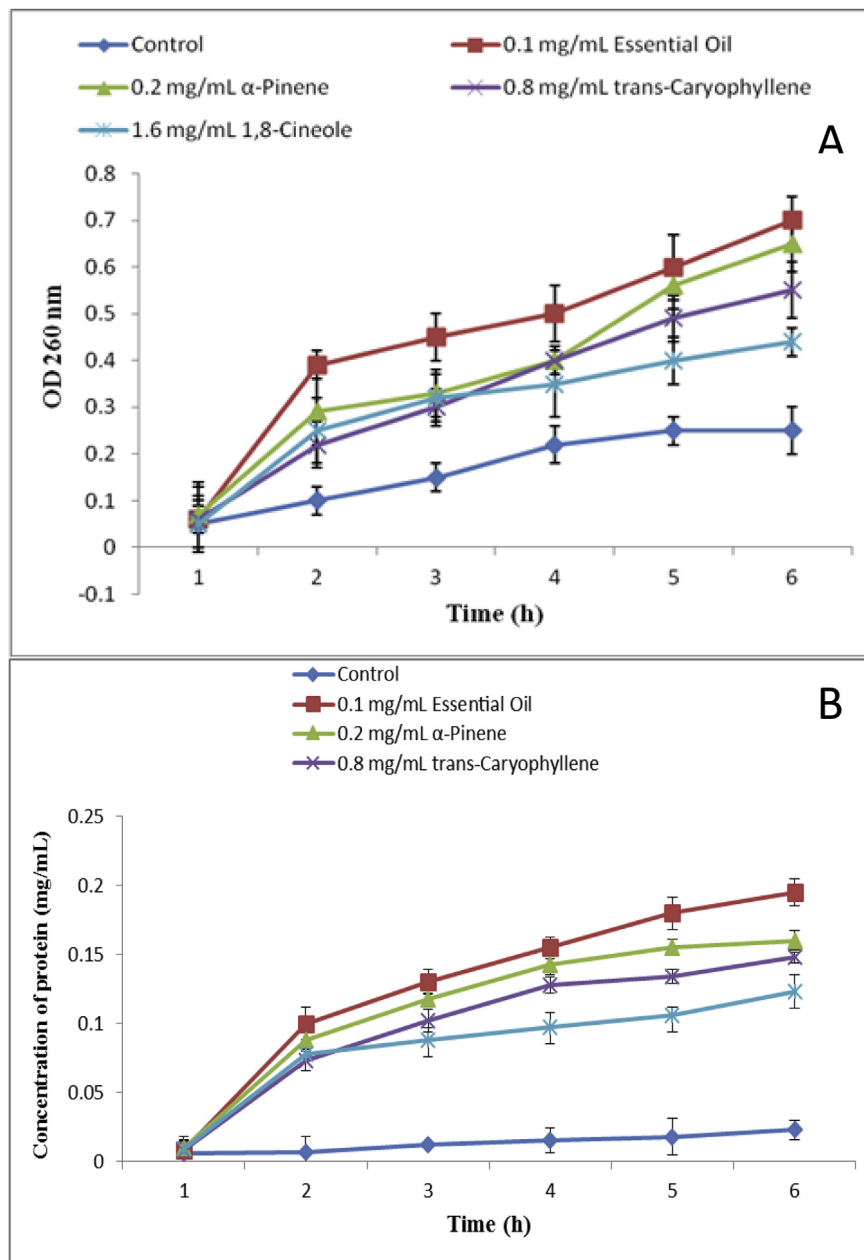 Control
0.1 mg/mL Essential Oil
0.2 mg/mL α-Pinene
0.8 mg/mL trans-Caryophyllene
1.6 mg/mL 1,8-Cineole
A
0.8
0.7
0.6
0.5
0.4
0.3
0.2
0.1
0
-0.1
OD 260 nm
1 2 3 4 5 6
Time (h)
Control
0.1 mg/mL Essential Oil
0.2 mg/mL α-Pinene
0.8 mg/mL trans-Caryophyllene
B
0.25
0.2
0.15
0.1
0.05
0
Concentration of protein (mg/mL)
1 2 3 4 5 6
Time (h)